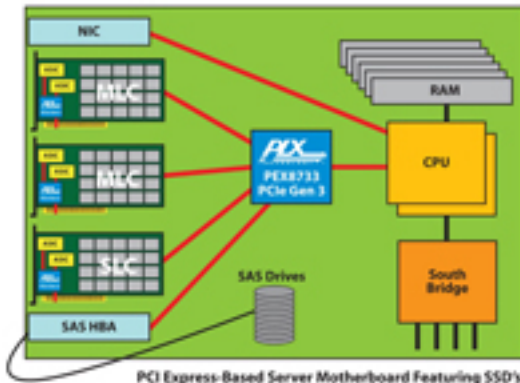 NIC
MLC
MLC
SLC
SAS HBA
PLX
PEX8733
PCIe Gen 3
SAS Drives
RAM
CPU
South
Bridge
PCI Express-Based Server Motherboard Featuring SSD's